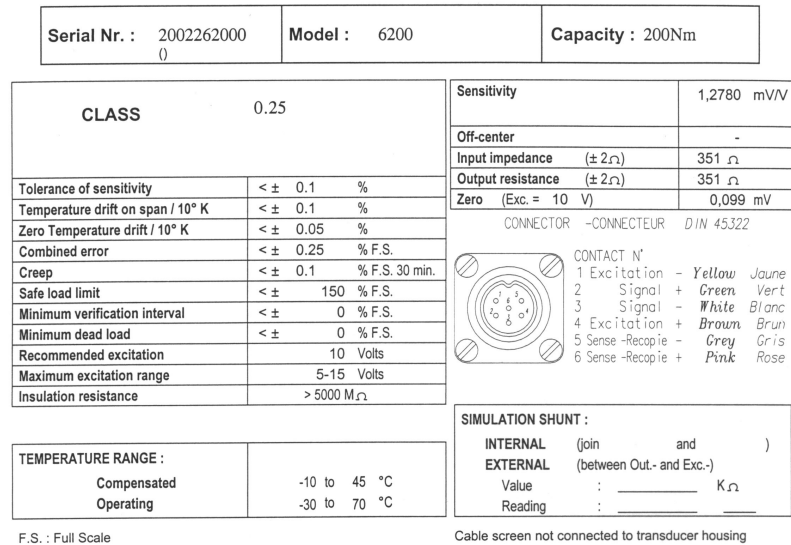 Serial Nr. : 2002262000 Model : 6200 Capacity : 200Nm
()
CLASS 0.25
Tolerance of sensitivity < ± 0.1 %
Temperature drift on span / 10° K < ± 0.1 %
Zero Temperature drift / 10° K < ± 0.05 %
Combined error < ± 0.25 % F.S.
Creep < ± 0.1 % F.S. 30 min.
Safe load limit < ± 150 % F.S.
Minimum verification interval < ± 0 % F.S.
Minimum dead load < ± 0 % F.S.
Recommended excitation 10 Volts
Maximum excitation range 5-15 Volts
Insulation resistance > 5000 MΩ
TEMPERATURE RANGE :
Compensated -10 to 45 °C
Operating -30 to 70 °C
F.S. : Full Scale
Sensitivity 1,2780 mV/V
Off-center -
Input impedance (± 2Ω) 351 Ω
Output resistance (± 2Ω) 351 Ω
Zero (Exc. = 10 V) 0,099 mV
CONNECTOR -CONNECTEUR DIN 45322
CONTACT N°
1 Excitation - Yellow Jaune
2 Signal + Green Vert
3 Signal - White Blanc
4 Excitation + Brown Brun
5 Sense -Recopie - Grey Gris
6 Sense -Recopie + Pink Rose
SIMULATION SHUNT :
INTERNAL (join and )
EXTERNAL (between Out.- and Exc.-)
Value : ________ KΩ
Reading : ________ ____
Cable screen not connected to transducer housing